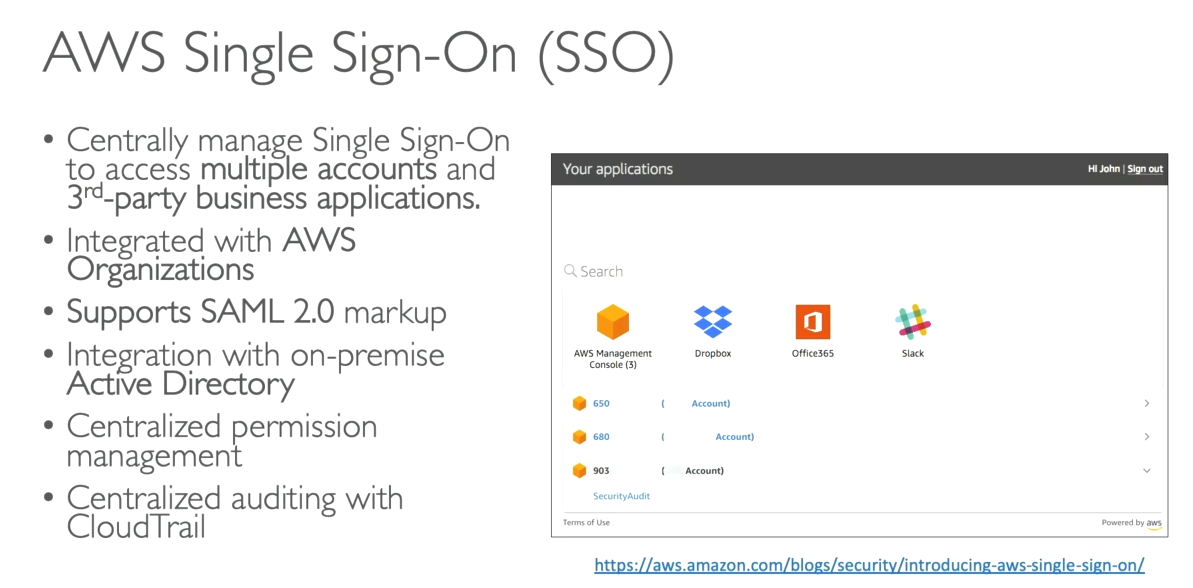 AWS Single Sign-On (SSO)
• Centrally manage Single Sign-On
to access multiple accounts and
3rd-party business applications.
• Integrated with AWS
Organizations
• Supports SAML 2.0 markup
• Integration with on-premise
Active Directory
• Centralized permission
management
• Centralized auditing with
CloudTrail
Your applications
Hi John | Sign out
Search
AWS Management
Console (3)
Dropbox
Office365
Slack
650 ( Account)
680 ( Account)
903 ( Account)
SecurityAudit
Terms of Use
Powered by aws
https://aws.amazon.com/blogs/security/introducing-aws-single-sign-on/